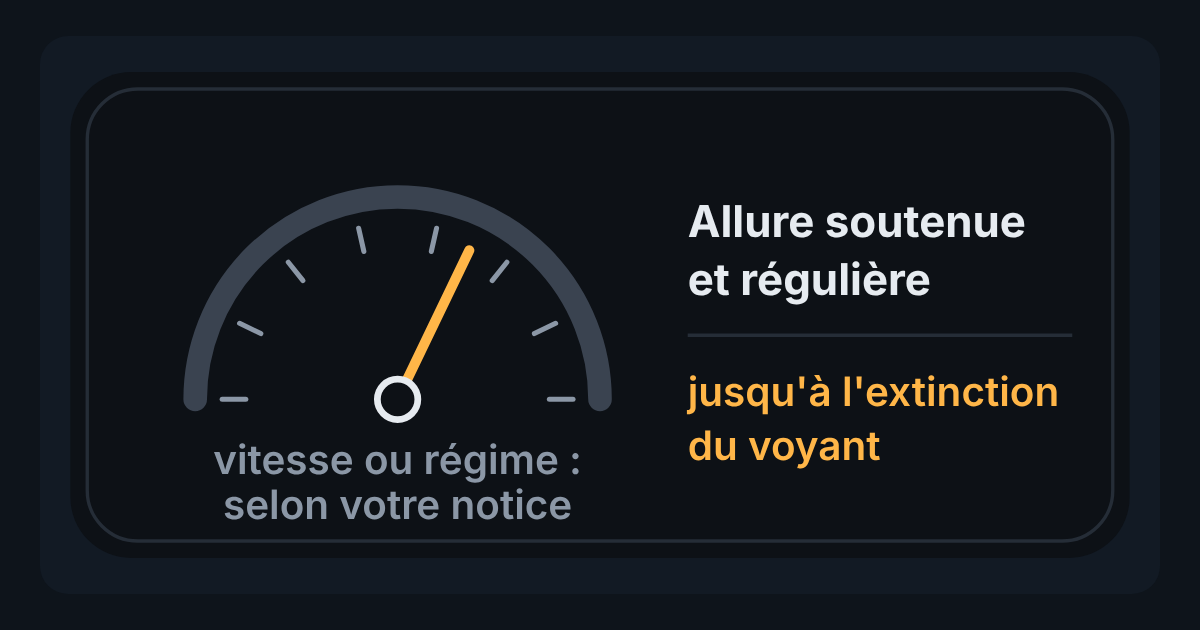 Allure soutenue
et régulière
jusqu'à l'extinction
du voyant
vitesse ou régime :
selon votre notice